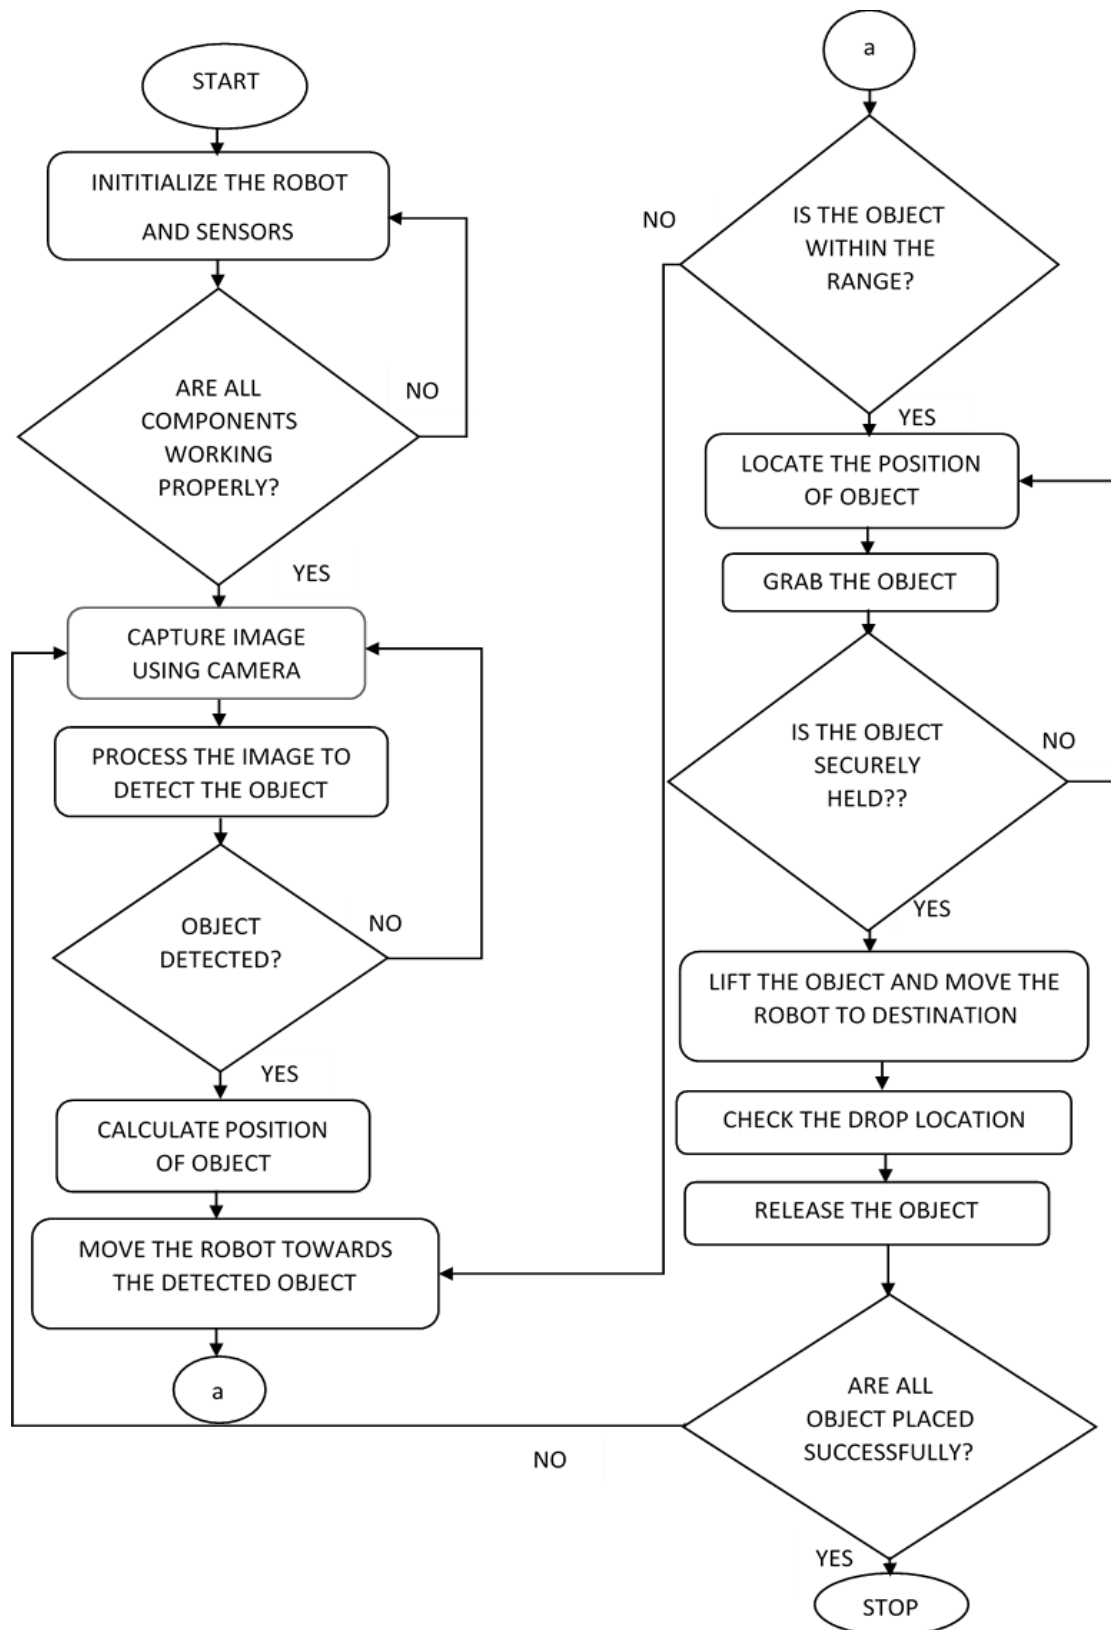 START
INITITIALIZE THE ROBOT
AND SENSORS
ARE ALL
COMPONENTS
WORKING
PROPERLY?
NO
YES
CAPTURE IMAGE
USING CAMERA
PROCESS THE IMAGE TO
DETECT THE OBJECT
OBJECT
DETECTED?
NO
YES
CALCULATE POSITION
OF OBJECT
MOVE THE ROBOT TOWARDS
THE DETECTED OBJECT
a
a
IS THE OBJECT
WITHIN THE
RANGE?
NO
YES
LOCATE THE POSITION
OF OBJECT
GRAB THE OBJECT
IS THE OBJECT
SECURELY
HELD??
NO
YES
LIFT THE OBJECT AND MOVE THE
ROBOT TO DESTINATION
CHECK THE DROP LOCATION
RELEASE THE OBJECT
ARE ALL
OBJECT PLACED
SUCCESSFULLY?
NO
YES
STOP